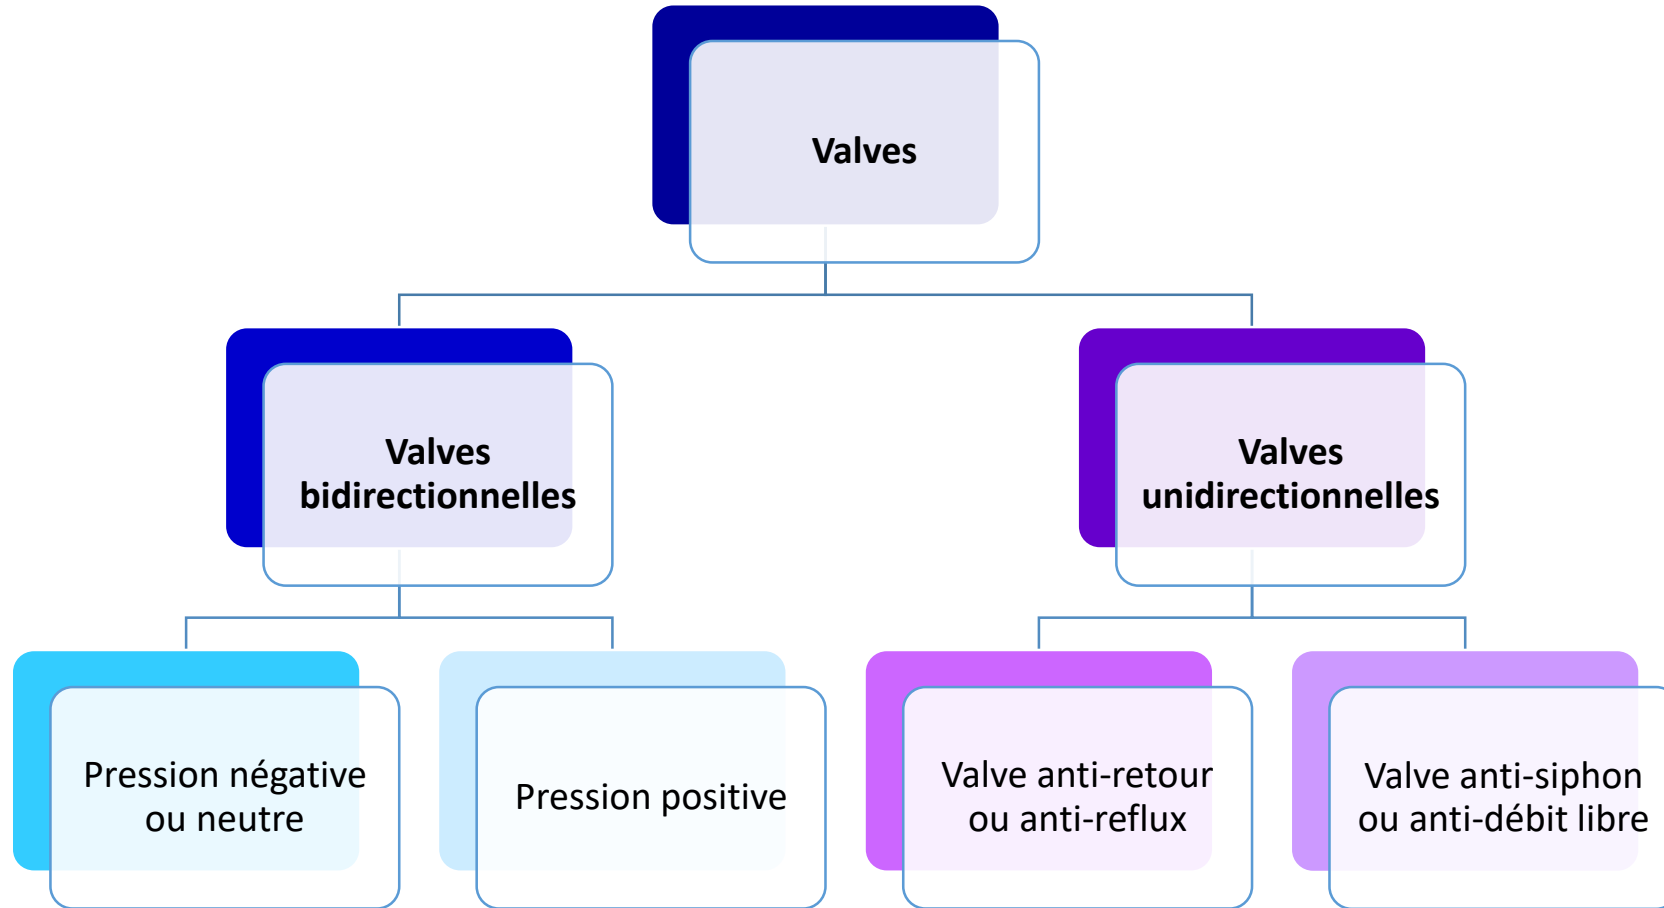 Valves
Valves
bidirectionnelles
Valves
unidirectionnelles
Pression négative
ou neutre
Pression positive
Valve anti-retour
ou anti-reflux
Valve anti-siphon
ou anti-débit libre